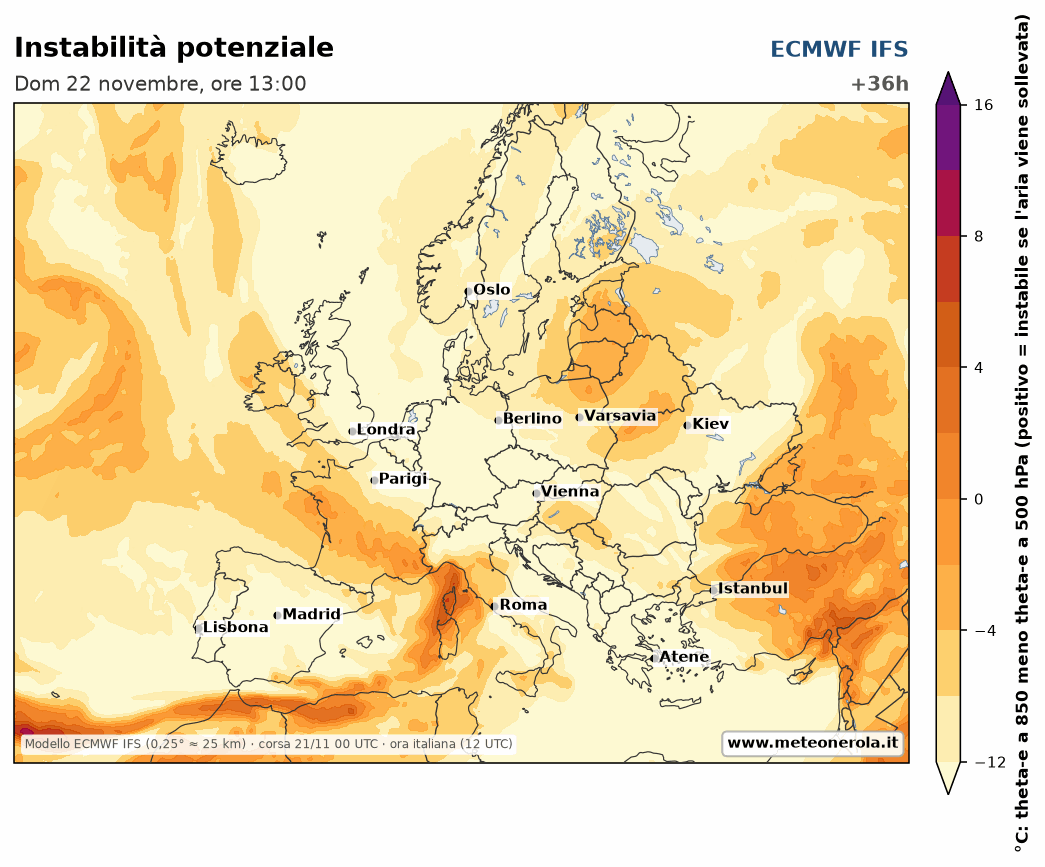 Instabilità potenziale
ECMWF IFS
Dom 22 novembre, ore 13:00
+36h
Oslo
Londra
Berlino
Varsavia
Kiev
Parigi
Vienna
Madrid
Lisbona
Roma
Istanbul
Atene
Modello ECMWF IFS (0,25° ≈ 25 km) · corsa 21/11 00 UTC · ora italiana (12 UTC)
www.meteonerola.it
16
8
4
0
−4
−12
°C: theta-e a 850 meno theta-e a 500 hPa (positivo = instabile se l'aria viene sollevata)